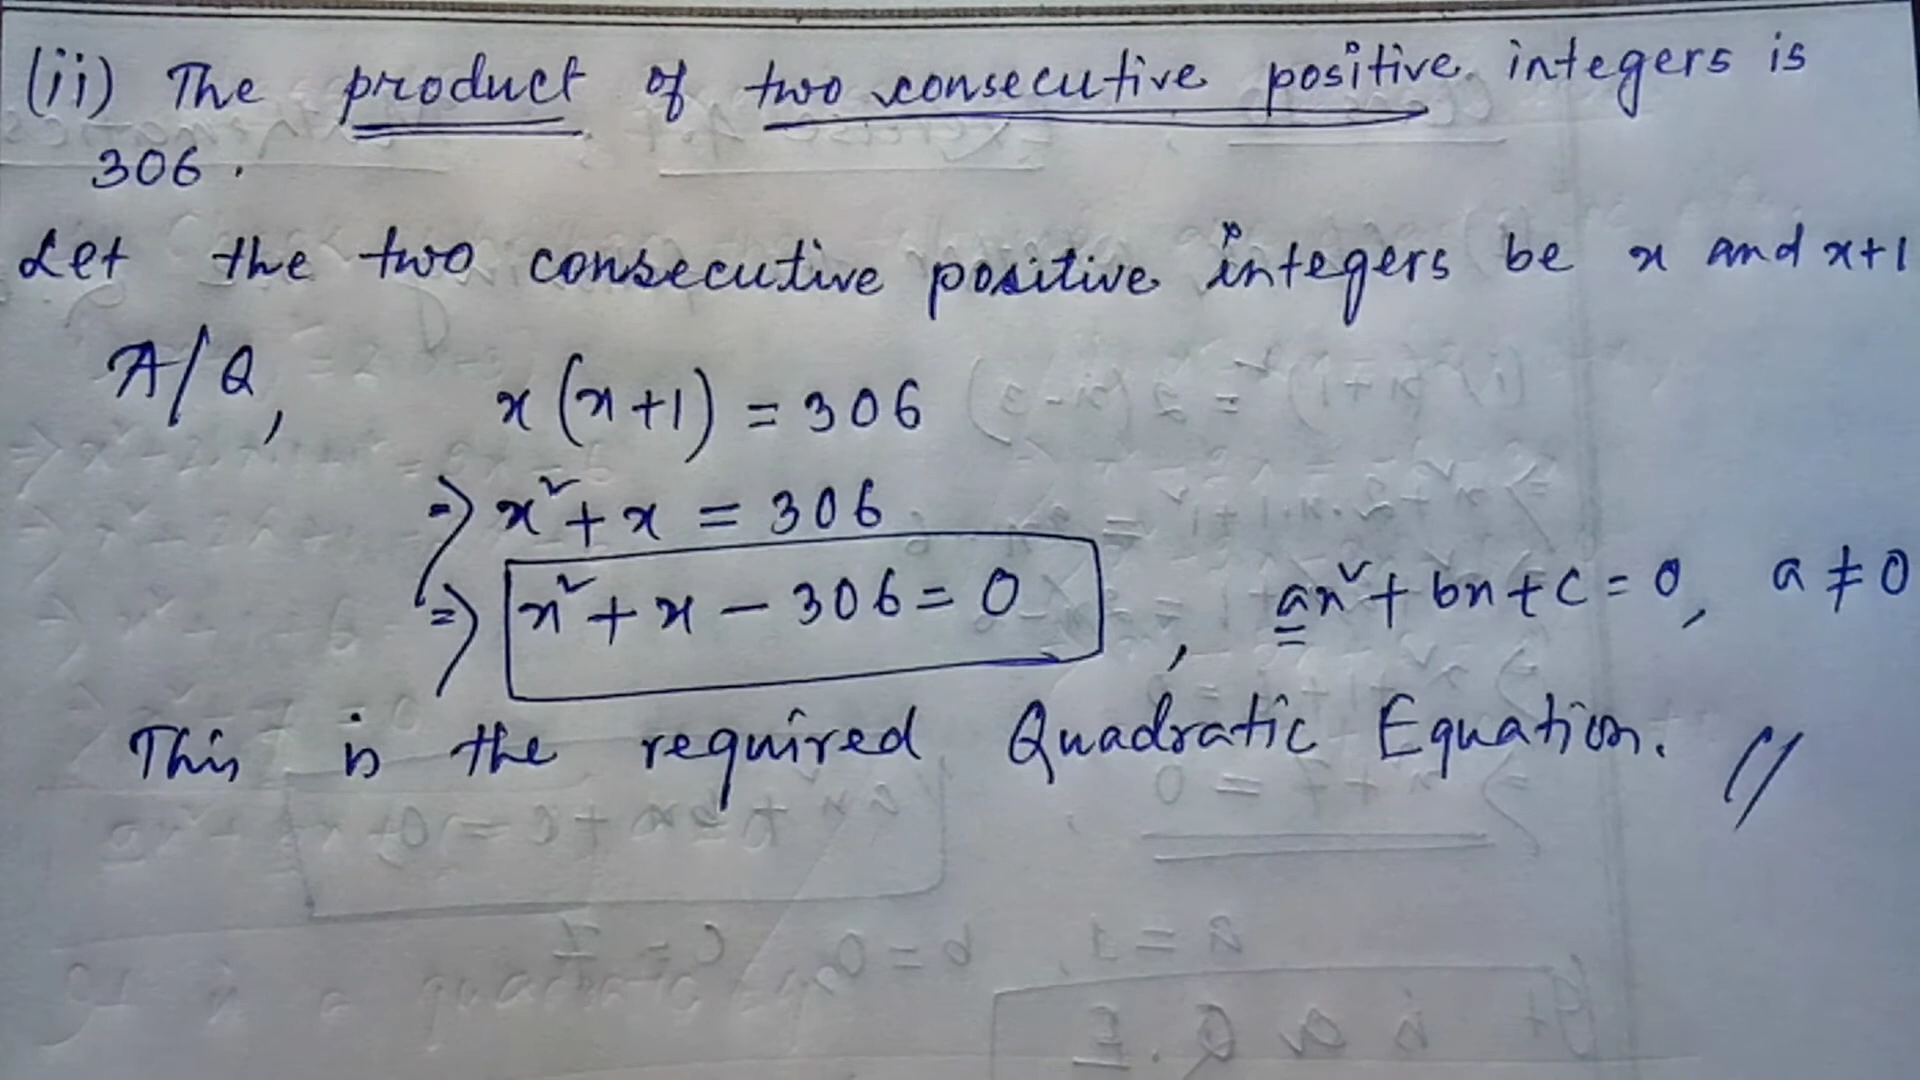 (ii) The product of two consecutive positive integers is
306.
Let the two consecutive positive integers be x and x+1
A/Q, x(x+1) = 306
=> x²+x = 306
=> x²+x-306=0, ax²+bx+c=0, a≠0
This is the required Quadratic Equation. //